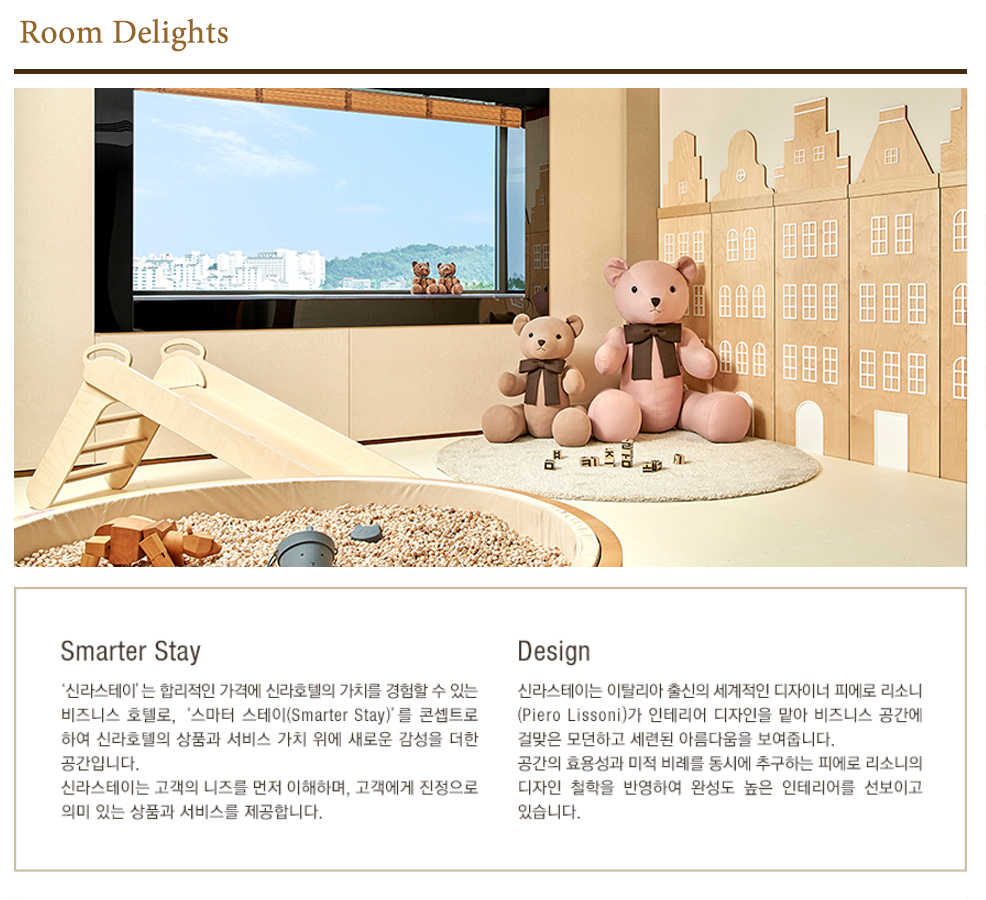 Room Delights
Smarter Stay
‘신라스테이’는 합리적인 가격에 신라호텔의 가치를 경험할 수 있는
비즈니스 호텔로, ‘스마터 스테이(Smarter Stay)’를 콘셉트로
하여 신라호텔의 상품과 서비스 가치 위에 새로운 감성을 더한
공간입니다.
신라스테이는 고객의 니즈를 먼저 이해하며, 고객에게 진정으로
의미 있는 상품과 서비스를 제공합니다.
Design
신라스테이는 이탈리아 출신의 세계적인 디자이너 피에로 리소니
(Piero Lissoni)가 인테리어 디자인을 맡아 비즈니스 공간에
걸맞은 모던하고 세련된 아름다움을 보여줍니다.
공간의 효용성과 미적 비례를 동시에 추구하는 피에로 리소니의
디자인 철학을 반영하여 완성도 높은 인테리어를 선보이고
있습니다.